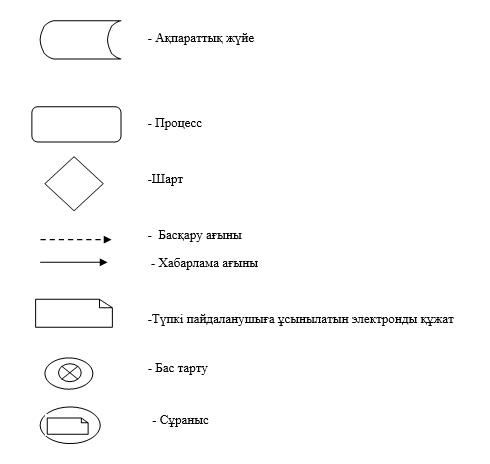 - Ақпараттық жүйе
- Процесс
-Шарт
- Басқару ағыны
- Хабарлама ағыны
-Түпкі пайдаланушыға ұсынылатын электронды құжат
- Бас тарту
- Сұраныс